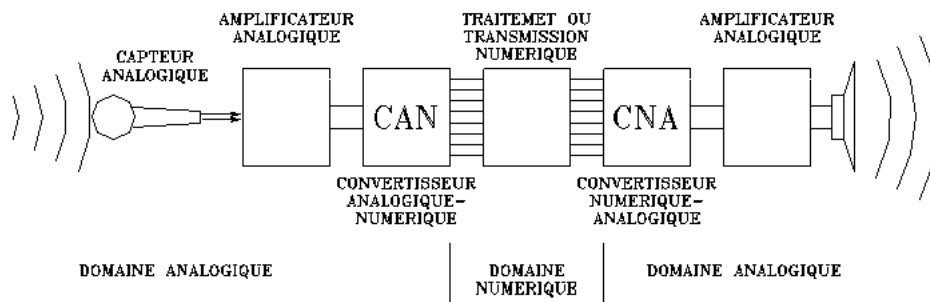 AMPLIFICATEUR
ANALOGIQUE
TRAITEMET OU
TRANSMISSION
NUMERIQUE
AMPLIFICATEUR
ANALOGIQUE
CAPTEUR
ANALOGIQUE
CAN
CNA
CONVERTISSEUR
ANALOGIQUE-
NUMERIQUE
CONVERTISSEUR
NUMERIQUE-
ANALOGIQUE
DOMAINE ANALOGIQUE
DOMAINE
NUMERIQUE
DOMAINE ANALOGIQUE